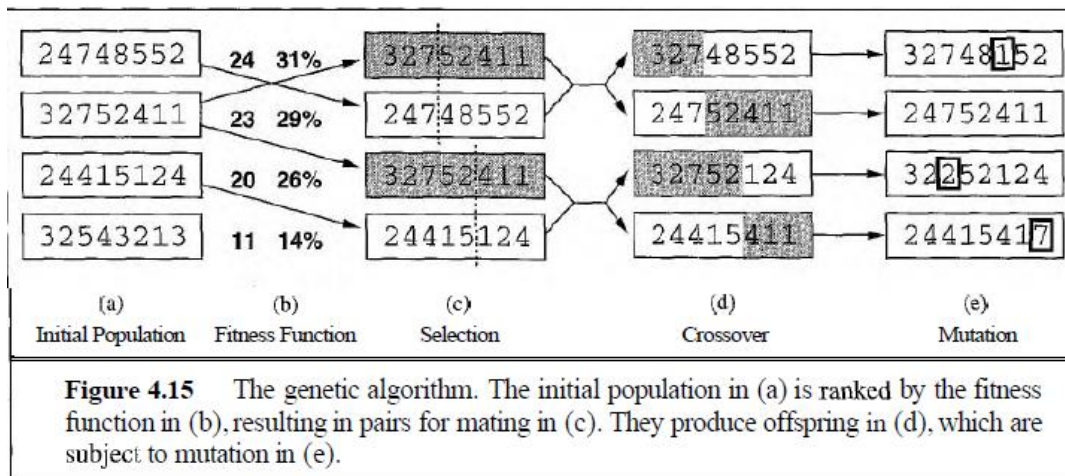 24748552 24 31% 32752411 32748552 32748152
32752411 23 29% 24748552 24752411 24752411
24415124 20 26% 32752411 32752124 32252124
32543213 11 14% 24415124 24415411 24415417
(a) (b) (c) (d) (e)
Initial Population Fitness Function Selection Crossover Mutation
Figure 4.15 The genetic algorithm. The initial population in (a) is ranked by the fitness
function in (b), resulting in pairs for mating in (c). They produce offspring in (d), which are
subject to mutation in (e).